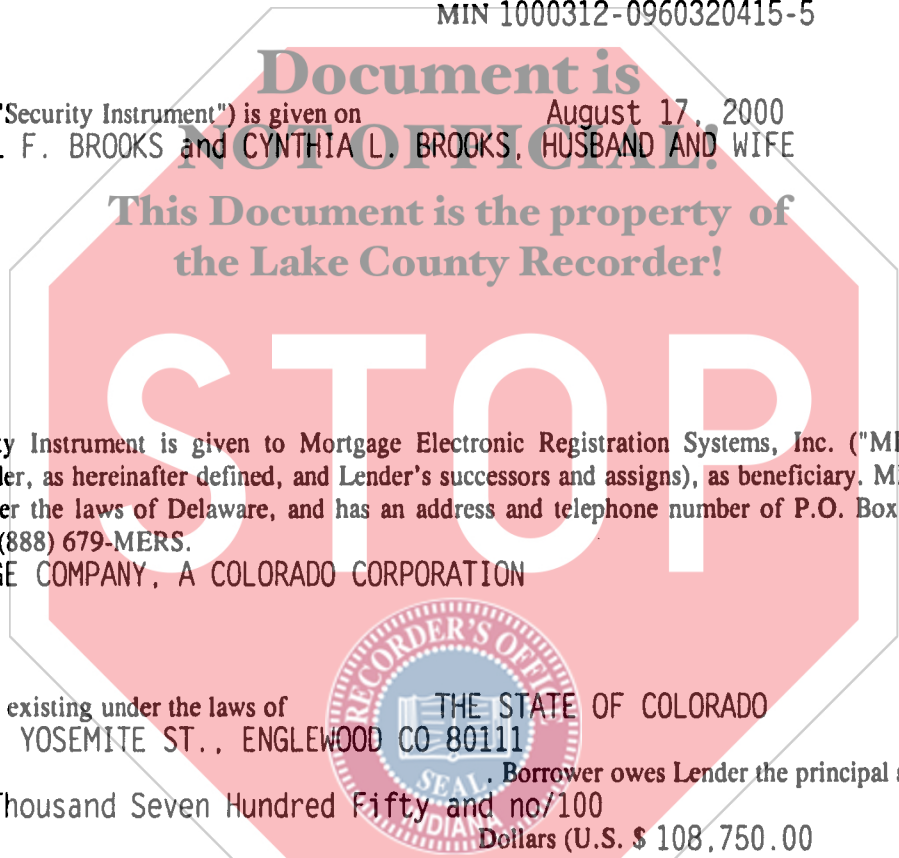 MIN 1000312-0960320415-5
Document is
"Security Instrument") is given on August 17, 2000
NOT OFFICIAL!
F. BROOKS and CYNTHIA L. BROOKS, HUSBAND AND WIFE
This Document is the property of
the Lake County Recorder!
STOP
Instrument is given to Mortgage Electronic Registration Systems, Inc. ("
as hereinafter defined, and Lender's successors and assigns), as beneficiary.
the laws of Delaware, and has an address and telephone number of P.O. Box
(888) 679-MERS.
COMPANY, A COLORADO CORPORATION
RECORDER'S OFFICE
existing under the laws of THE STATE OF COLORADO
YOSEMITE ST., ENGLEWOOD CO 80111
SEAL
. Borrower owes Lender the principal
Thousand Seven Hundred Fifty and no/100
INDIANA
Dollars (U.S. $ 108,750.00